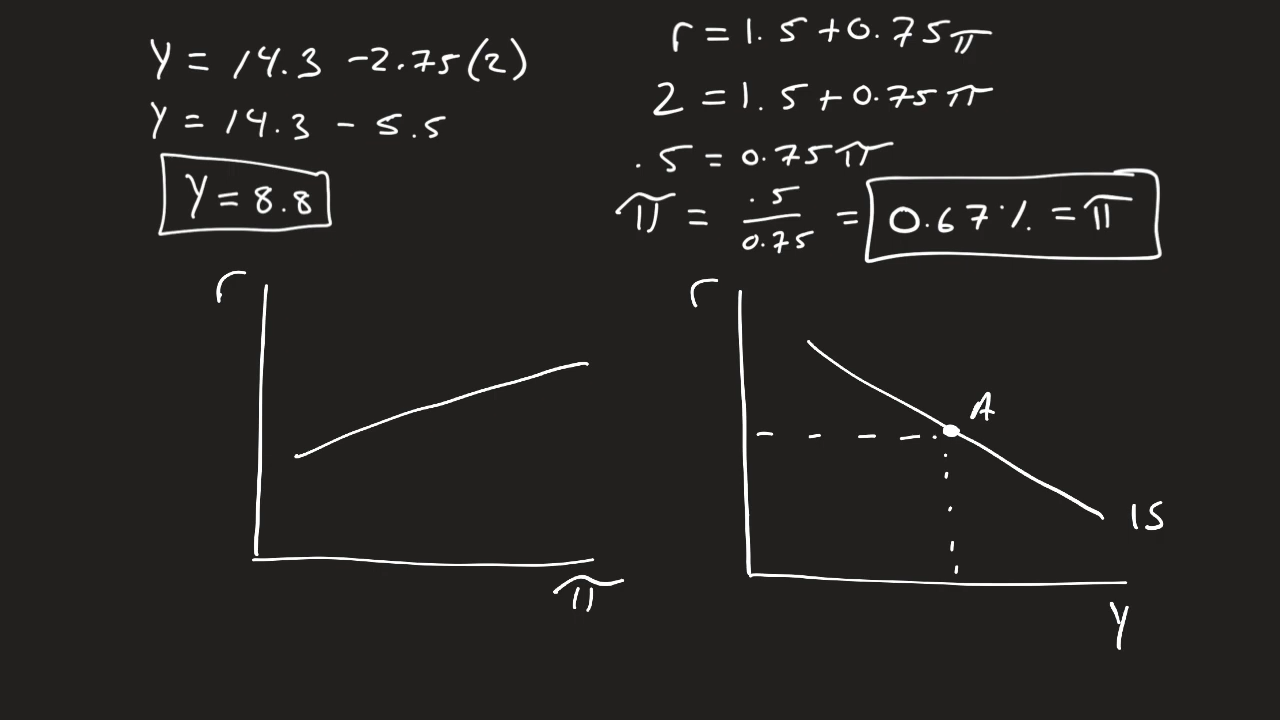 Y = 14.3 - 2.75(2)
Y = 14.3 - 5.5
Y = 8.8
r = 1.5 + 0.75π
2 = 1.5 + 0.75π
.5 = 0.75π
π = .5/0.75 = 0.67% = π
r
π
r
A
IS
Y